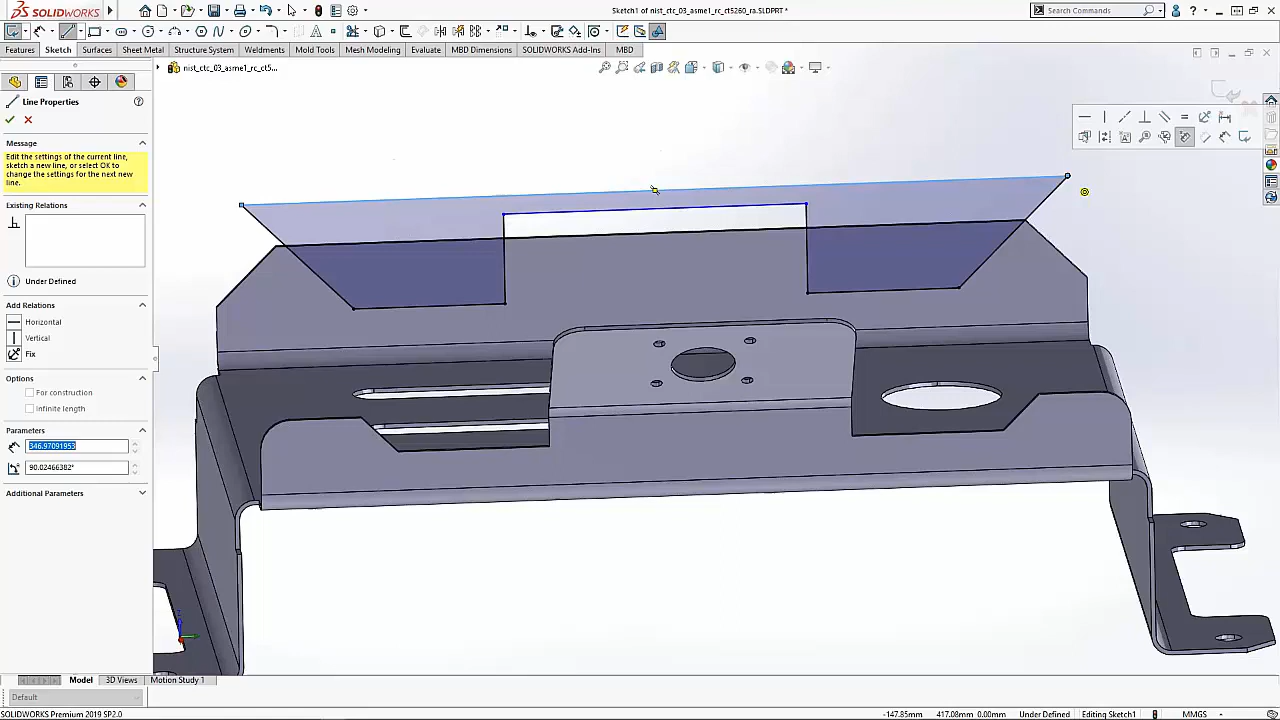 SOLIDWORKS
Sketch1 of nist_ctc_03_asme1_rc_ct5260_ra.SLDPRT *
Search Commands
Features
Sketch
Surfaces
Sheet Metal
Structure System
Weldments
Mold Tools
Mesh Modeling
Evaluate
MBD Dimensions
SOLIDWORKS Add-Ins
MBD
nist_ctc_03_asme1_rc_ct5...
Line Properties
Message
Edit the settings of the current line,
sketch a new line, or select OK to
change the settings for the next new
line.
Existing Relations
Under Defined
Add Relations
Horizontal
Vertical
Fix
Options
For construction
Infinite length
Parameters
346.97091953
90.02466382°
Additional Parameters
Model
3D Views
Motion Study 1
Default
SOLIDWORKS Premium 2019 SP2.0
-147.85mm
417.08mm
0.00mm
Under Defined
Editing Sketch1
MMGS